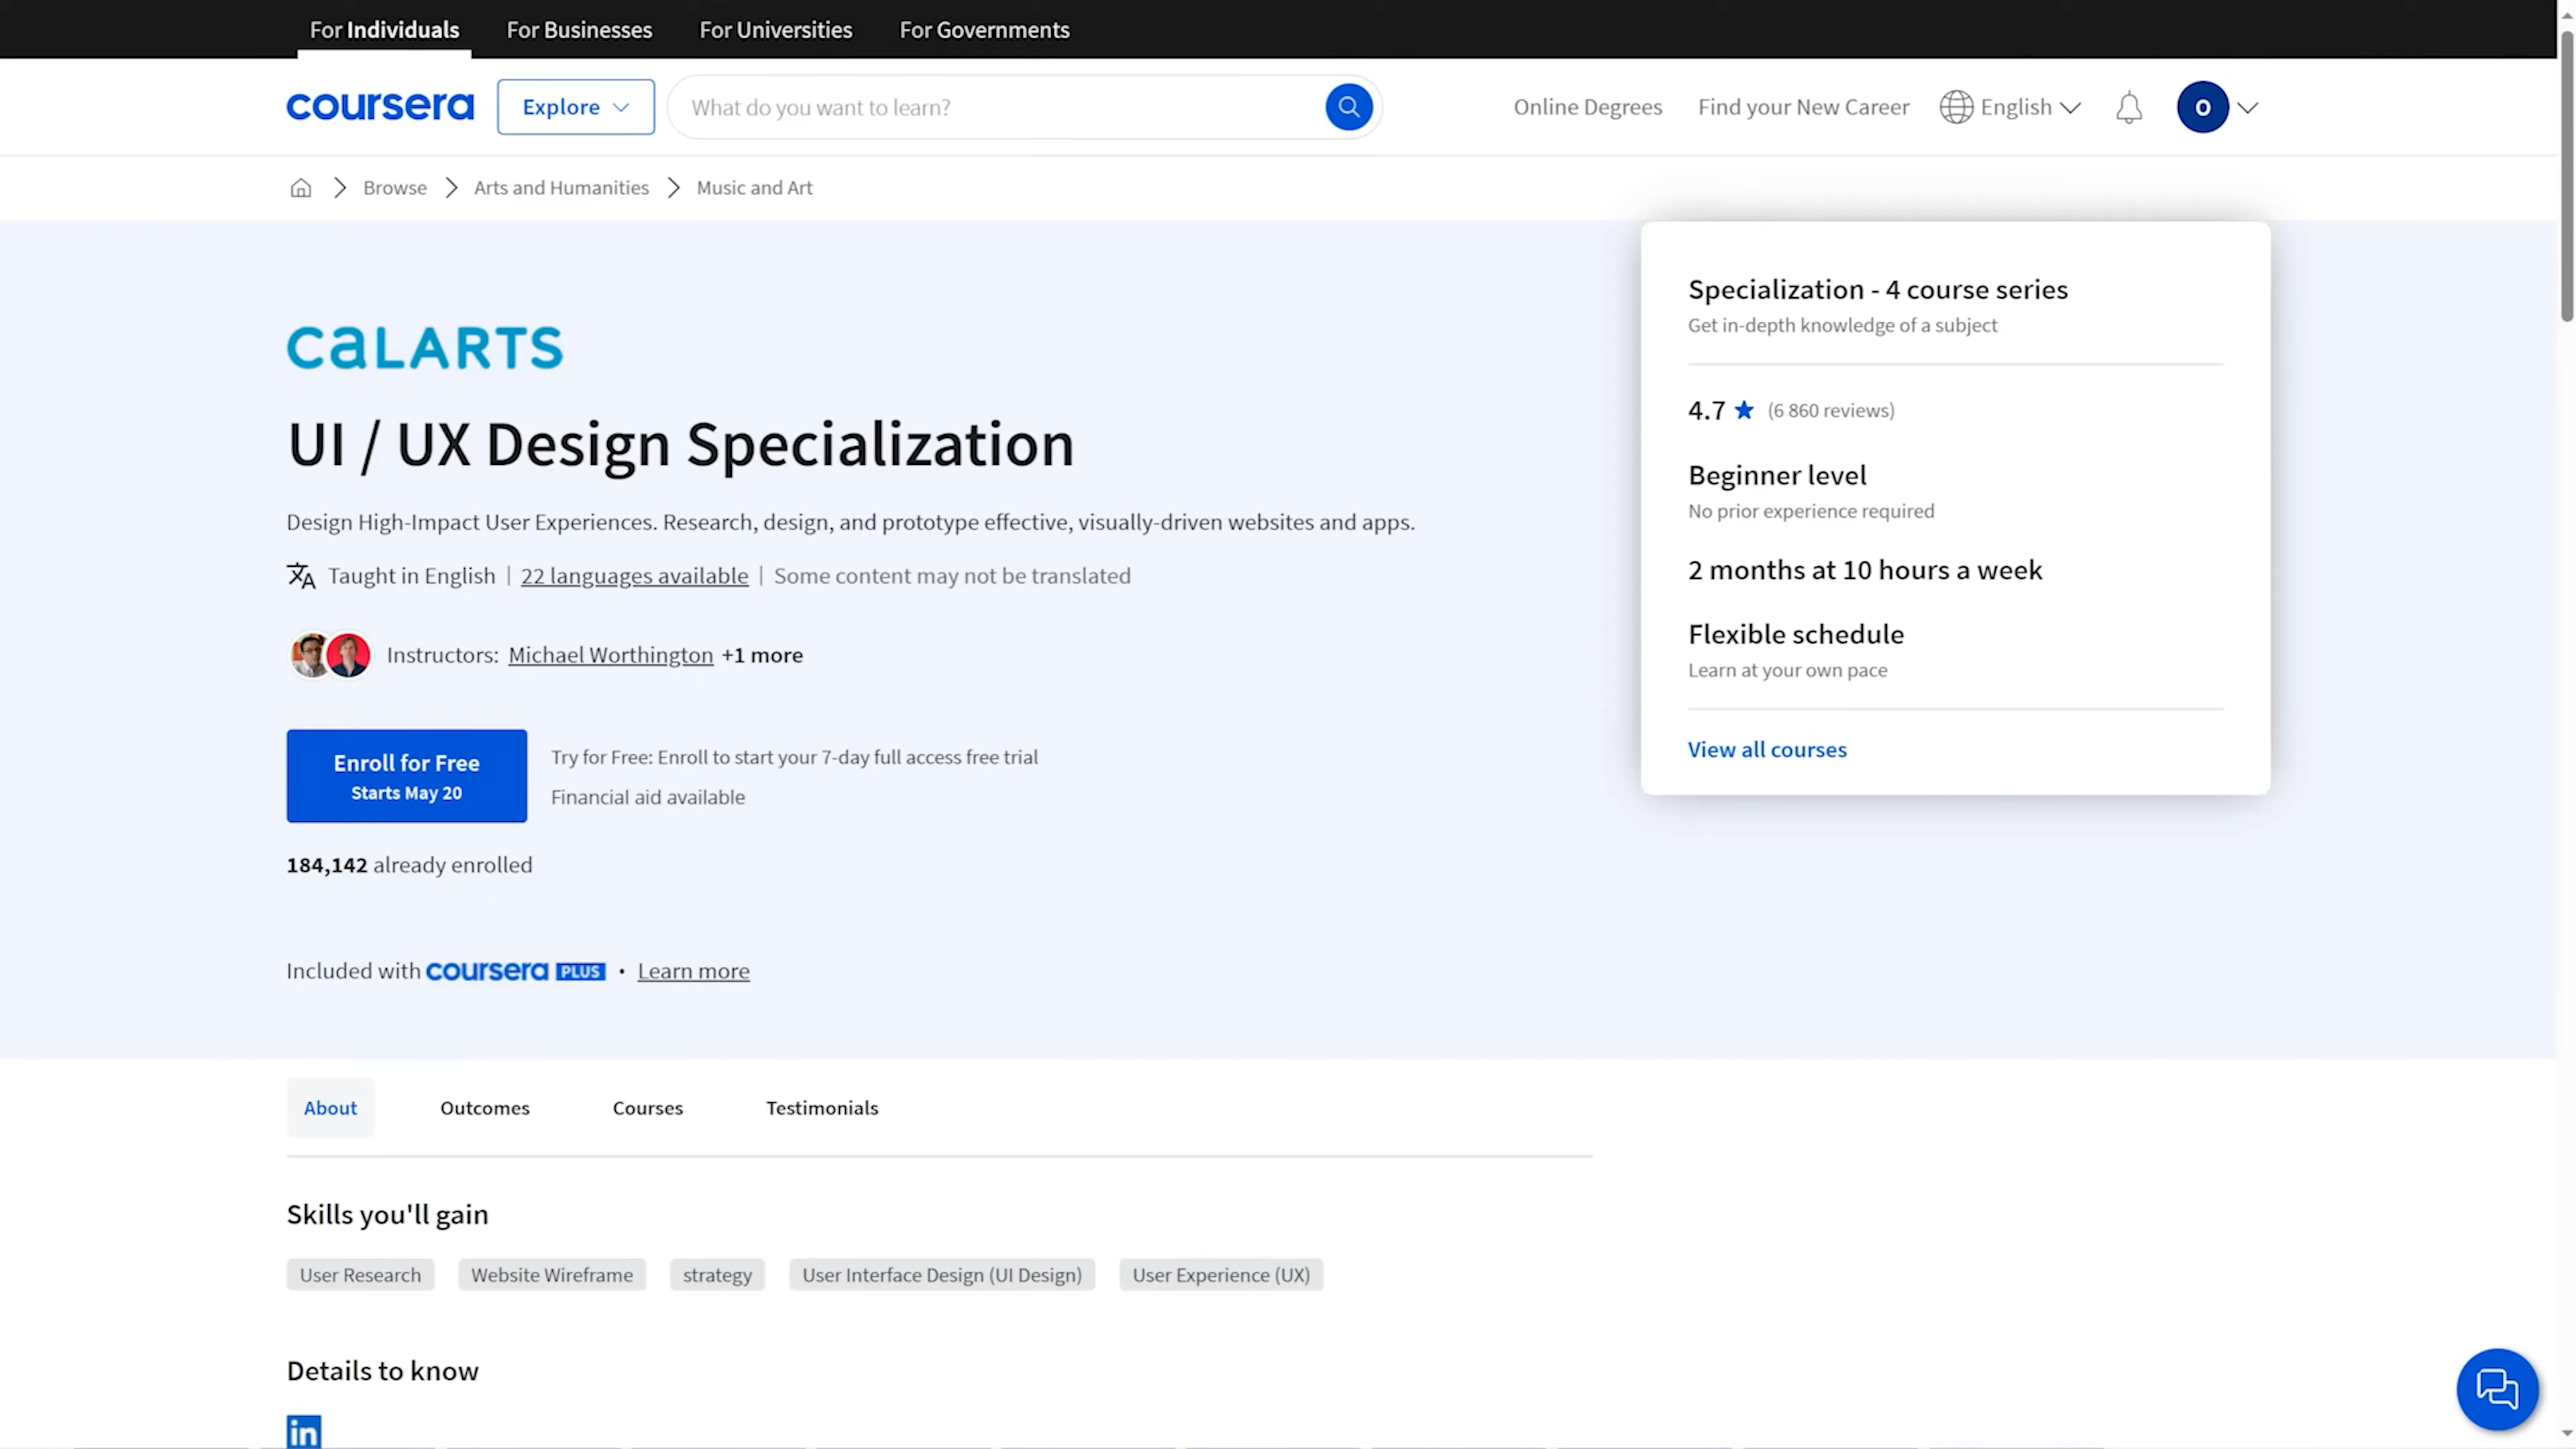 For Individuals For Businesses For Universities For Governments
coursera Explore What do you want to learn? Online Degrees Find your New Career English O
Browse Arts and Humanities Music and Art
CALARTS
UI / UX Design Specialization
Design High-Impact User Experiences. Research, design, and prototype effective, visually-driven websites and apps.
Taught in English | 22 languages available | Some content may not be translated
Instructors: Michael Worthington +1 more
Enroll for Free
Starts May 20
Try for Free: Enroll to start your 7-day full access free trial
Financial aid available
184,142 already enrolled
Included with coursera PLUS • Learn more
Specialization - 4 course series
Get in-depth knowledge of a subject
4.7 ★ (6 860 reviews)
Beginner level
No prior experience required
2 months at 10 hours a week
Flexible schedule
Learn at your own pace
View all courses
About Outcomes Courses Testimonials
Skills you'll gain
User Research Website Wireframe strategy User Interface Design (UI Design) User Experience (UX)
Details to know
in